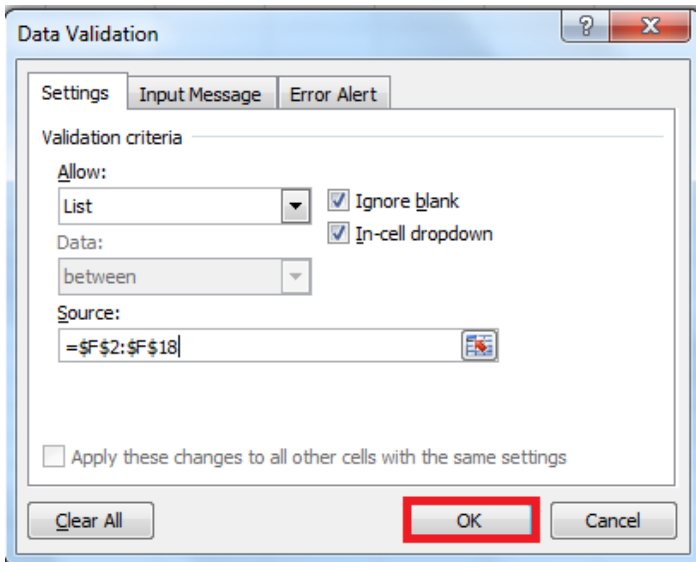 Data Validation
Settings Input Message Error Alert
Validation criteria
Allow:
List
Ignore blank
In-cell dropdown
Data:
between
Source:
=$F$2:$F$18
Apply these changes to all other cells with the same settings
Clear All OK Cancel